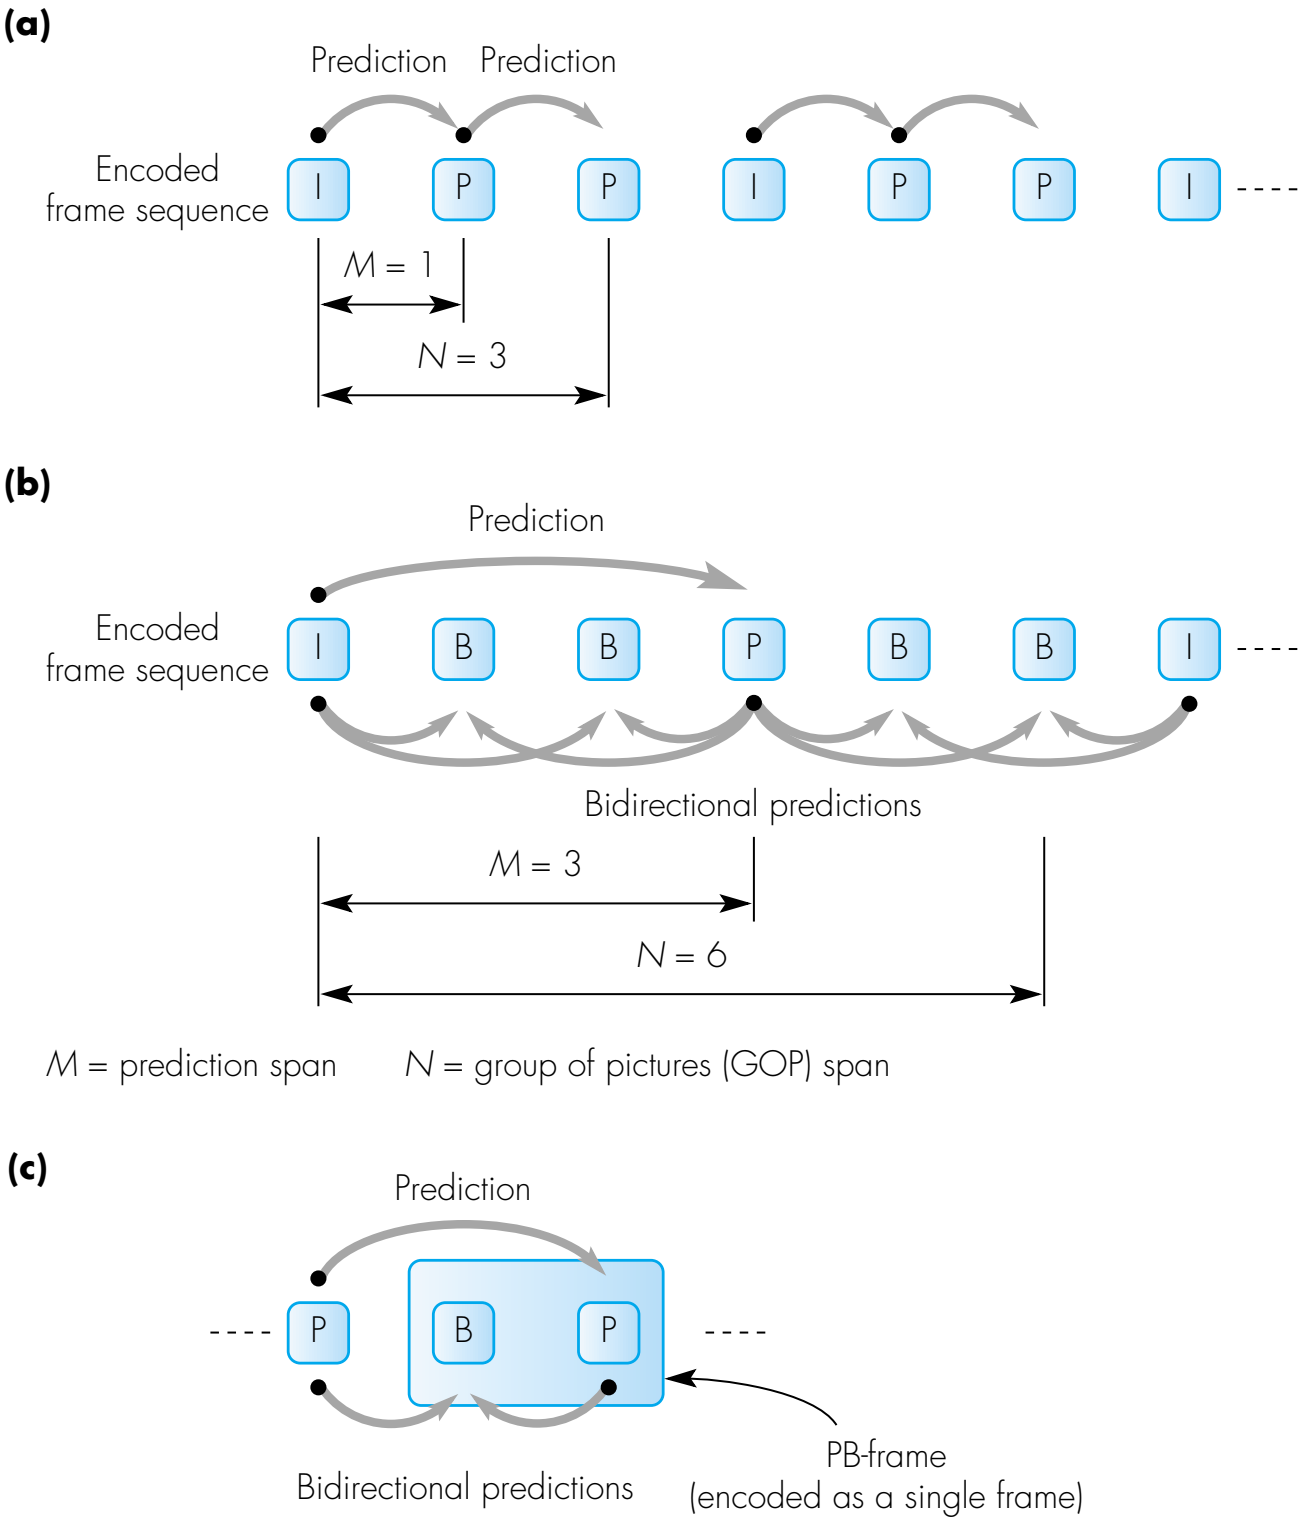 (a)
Prediction Prediction
Encoded
frame sequence
I P P I P P I ----
M = 1
N = 3
(b)
Prediction
Encoded
frame sequence
I B B P B B I ----
Bidirectional predictions
M = 3
N = 6
M = prediction span N = group of pictures (GOP) span
(c)
Prediction
---- P B P ----
PB-frame
Bidirectional predictions
(encoded as a single frame)